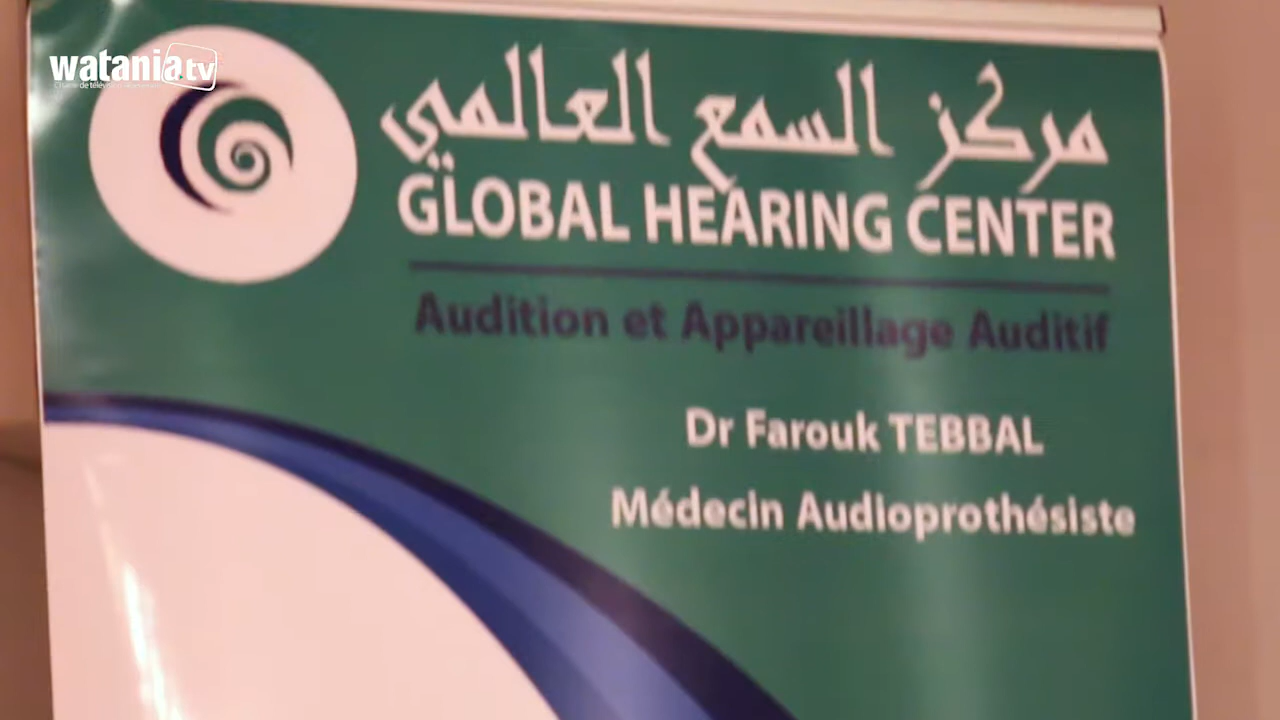 watania tv
مركز السمع العالمي
GLOBAL HEARING CENTER
Audition et Appareillage Auditif
Dr Farouk TEBBAL
Médecin Audioprothésiste